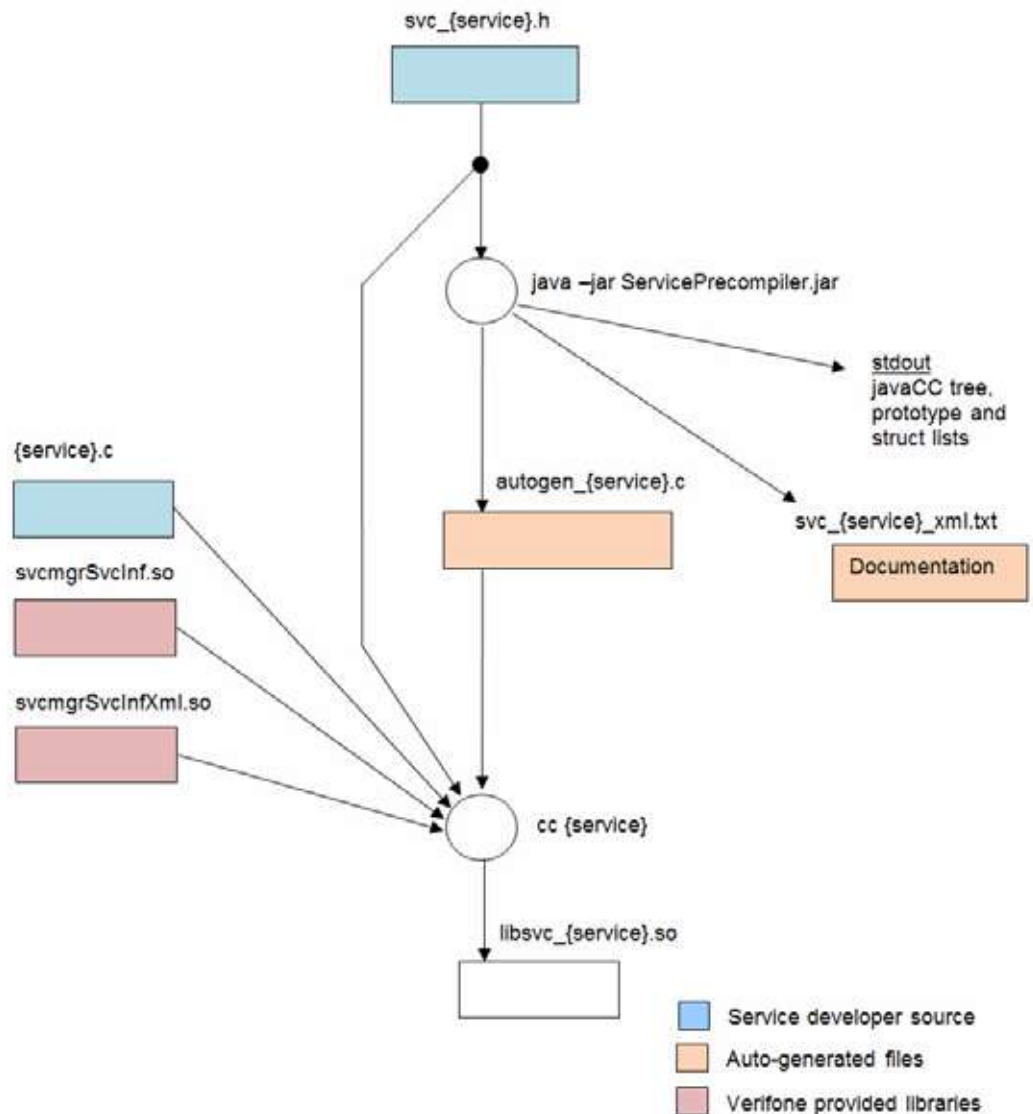 svc_{service}.h
java –jar ServicePrecompiler.jar
stdout
javaCC tree,
prototype and
struct lists
{service}.c
autogen_{service}.c
svc_{service}_xml.txt
Documentation
svcmgrSvcInf.so
svcmgrSvcInfXml.so
cc {service}
libsvc_{service}.so
Service developer source
Auto-generated files
Verifone provided libraries